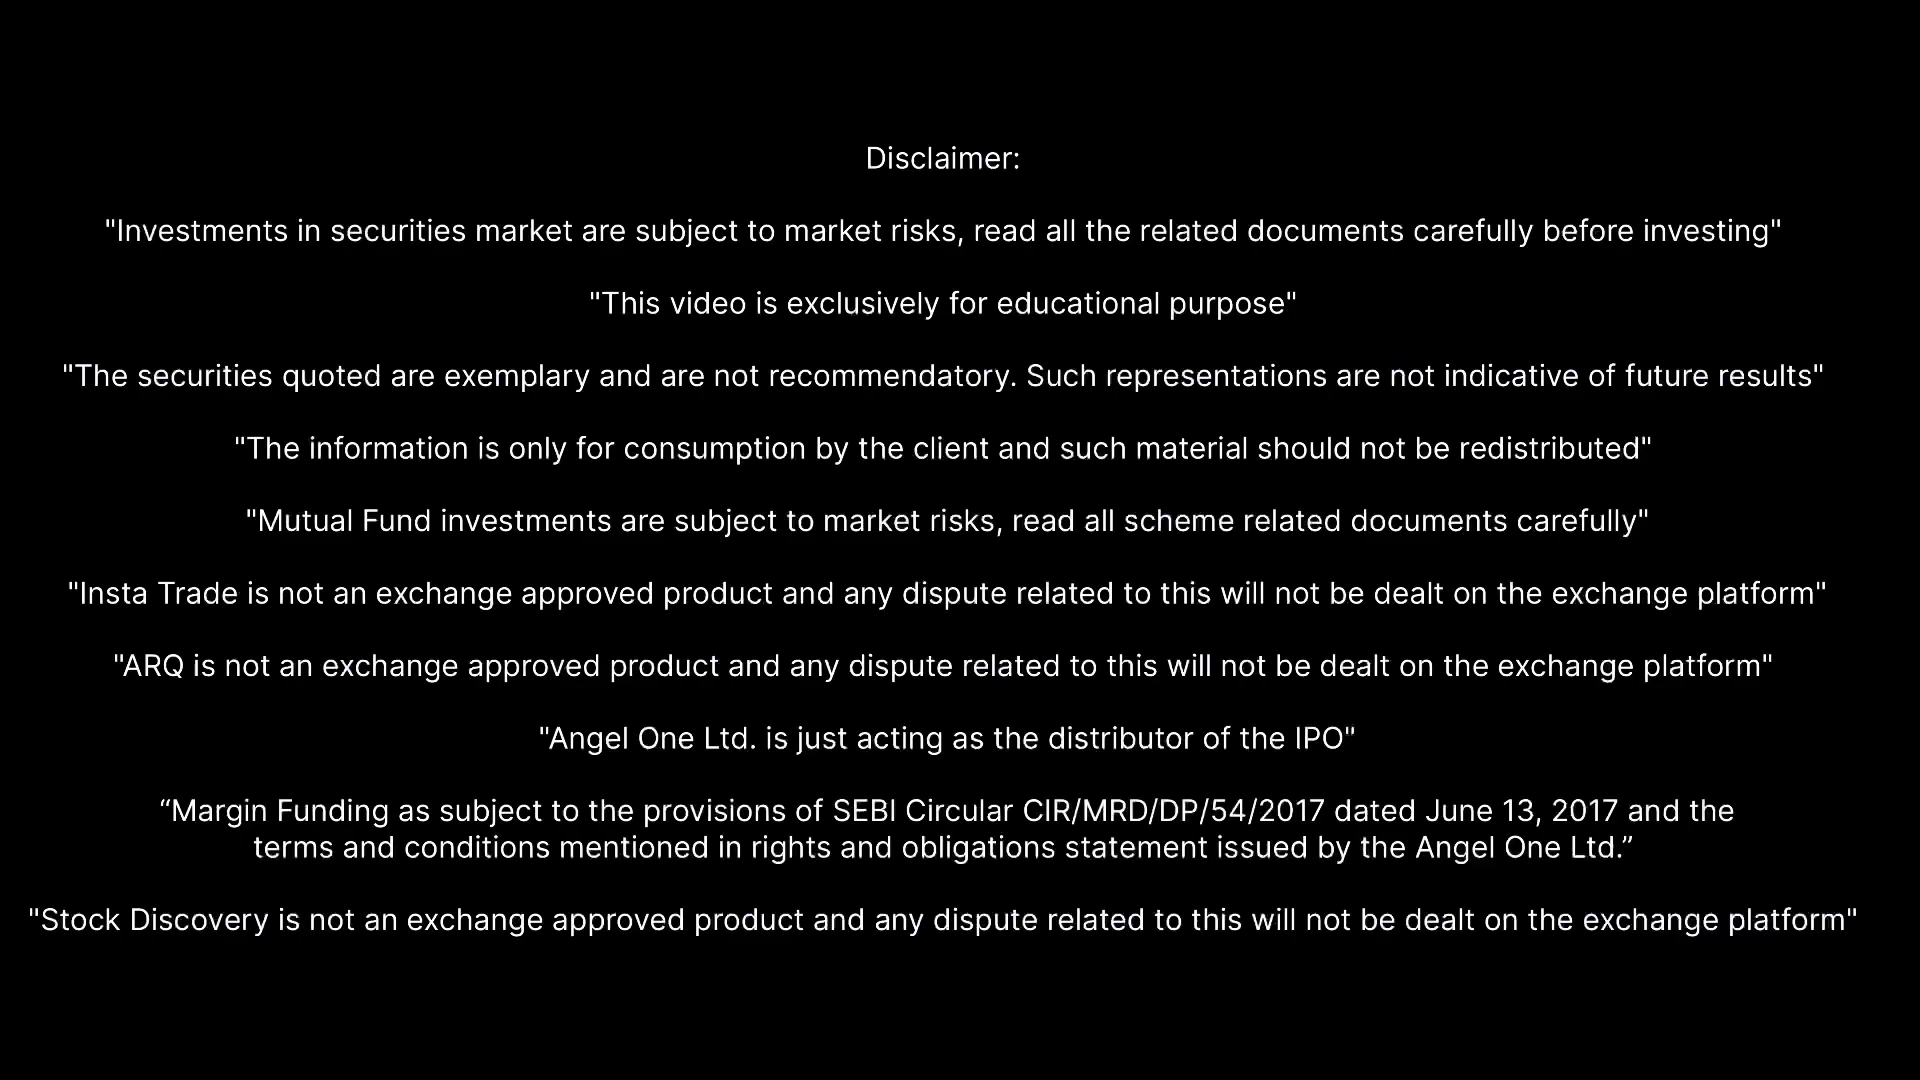 Disclaimer:
"Investments in securities market are subject to market risks, read all the related documents carefully before investing"
"This video is exclusively for educational purpose"
"The securities quoted are exemplary and are not recommendatory. Such representations are not indicative of future results"
"The information is only for consumption by the client and such material should not be redistributed"
"Mutual Fund investments are subject to market risks, read all scheme related documents carefully"
"Insta Trade is not an exchange approved product and any dispute related to this will not be dealt on the exchange platform"
"ARQ is not an exchange approved product and any dispute related to this will not be dealt on the exchange platform"
"Angel One Ltd. is just acting as the distributor of the IPO"
“Margin Funding as subject to the provisions of SEBI Circular CIR/MRD/DP/54/2017 dated June 13, 2017 and the
terms and conditions mentioned in rights and obligations statement issued by the Angel One Ltd.”
"Stock Discovery is not an exchange approved product and any dispute related to this will not be dealt on the exchange platform"